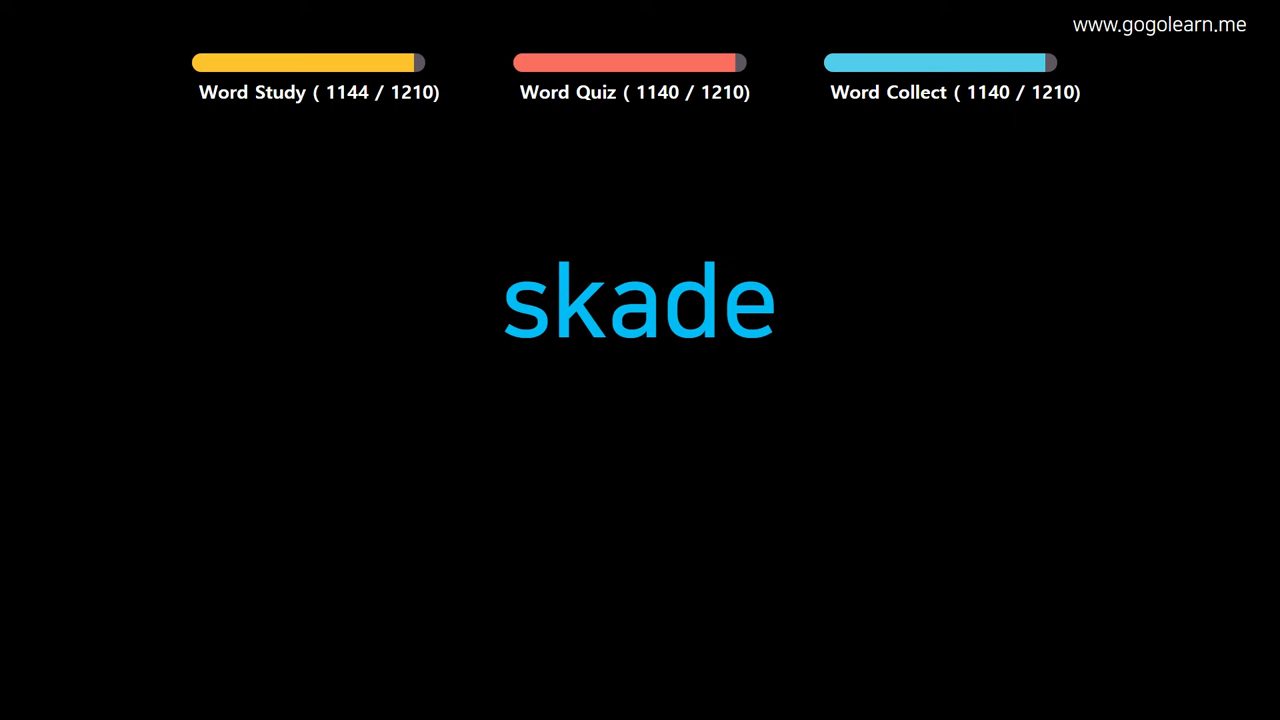 www.gogolearn.me
Word Study ( 1144 / 1210)
Word Quiz ( 1140 / 1210)
Word Collect ( 1140 / 1210)
skade